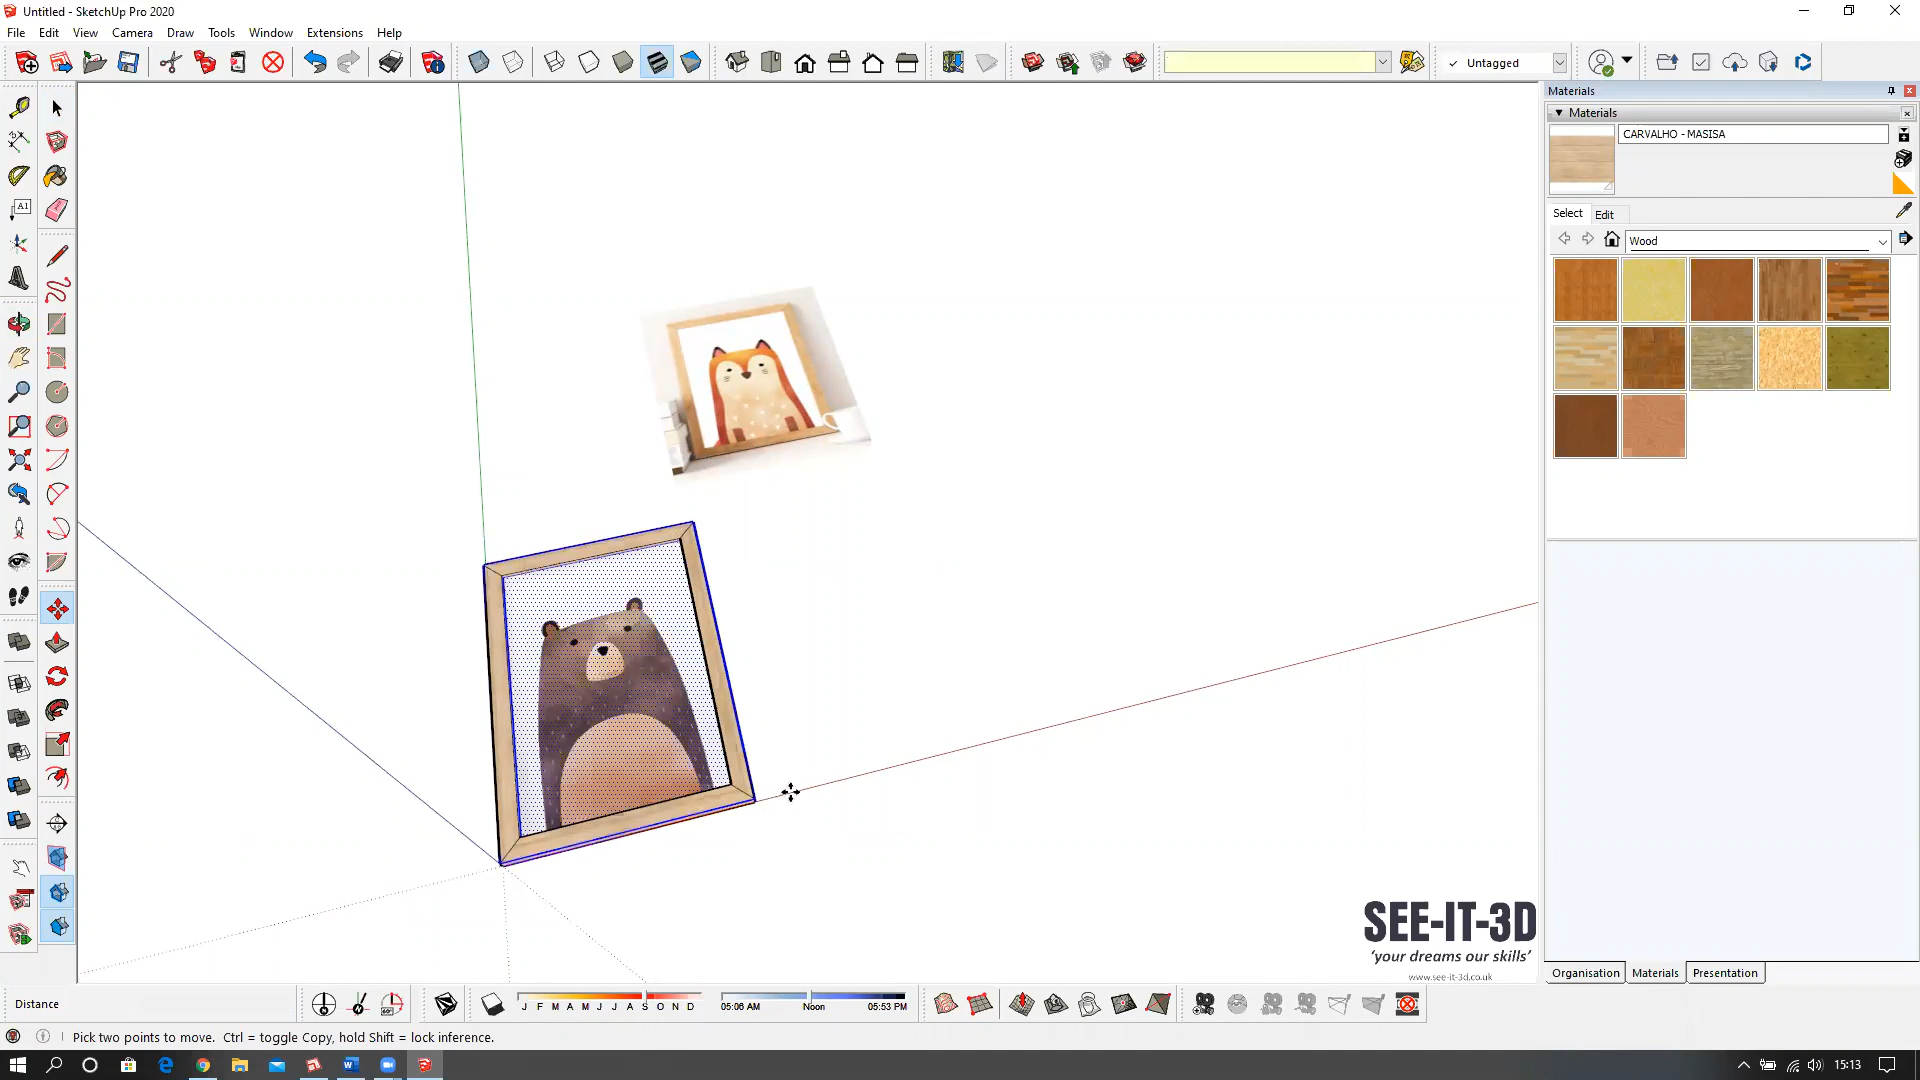 Untitled - SketchUp Pro 2020
File Edit View Camera Draw Tools Window Extensions Help
Untagged
Materials
Materials
CARVALHO - MASISA
Select Edit
Wood
A1
SEE-IT-3D
‘your dreams our skills’
www.see-it-3d.co.uk
Organisation Materials Presentation
Distance
J F M A M J J A S O N D
05:06 AM Noon 05:53 PM
Pick two points to move. Ctrl = toggle Copy, hold Shift = lock inference.
15:13